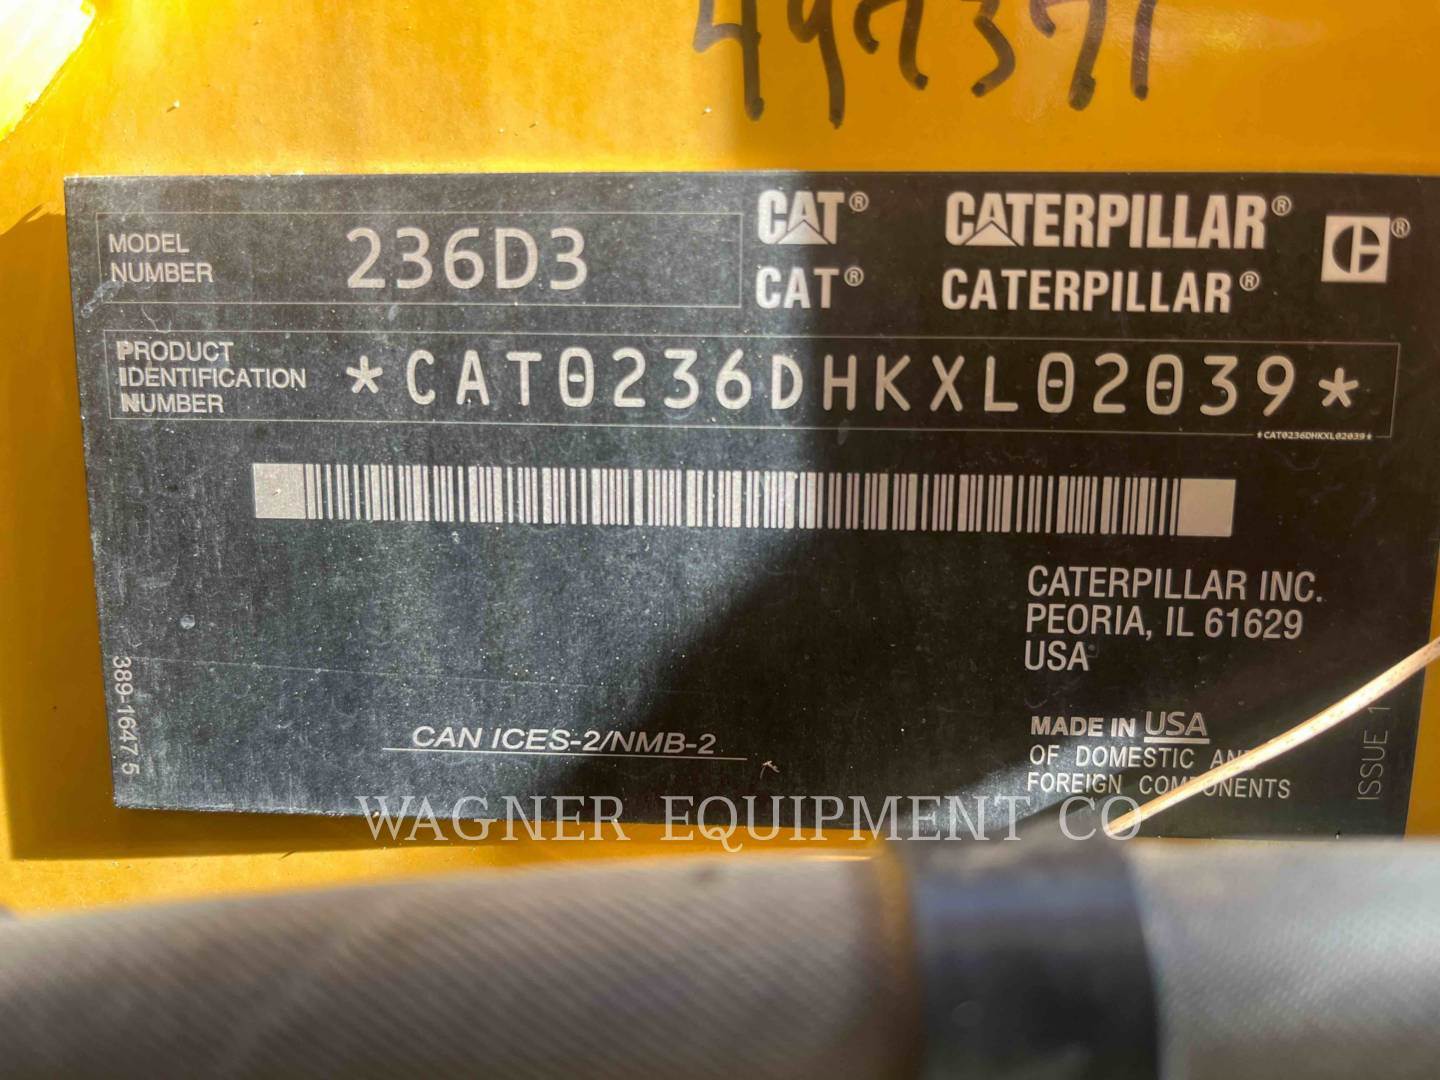 MODEL NUMBER 236D3
CAT® CATERPILLAR® ®
CAT® CATERPILLAR®
PRODUCT IDENTIFICATION NUMBER *CAT0236DHKXL02039*
*CAT0236DHKXL02039*
CATERPILLAR INC.
PEORIA, IL 61629
USA
389-1647 5
CAN ICES-2/NMB-2
MADE IN USA
OF DOMESTIC AND
FOREIGN COMPONENTS
ISSUE 1
WAGNER EQUIPMENT CO